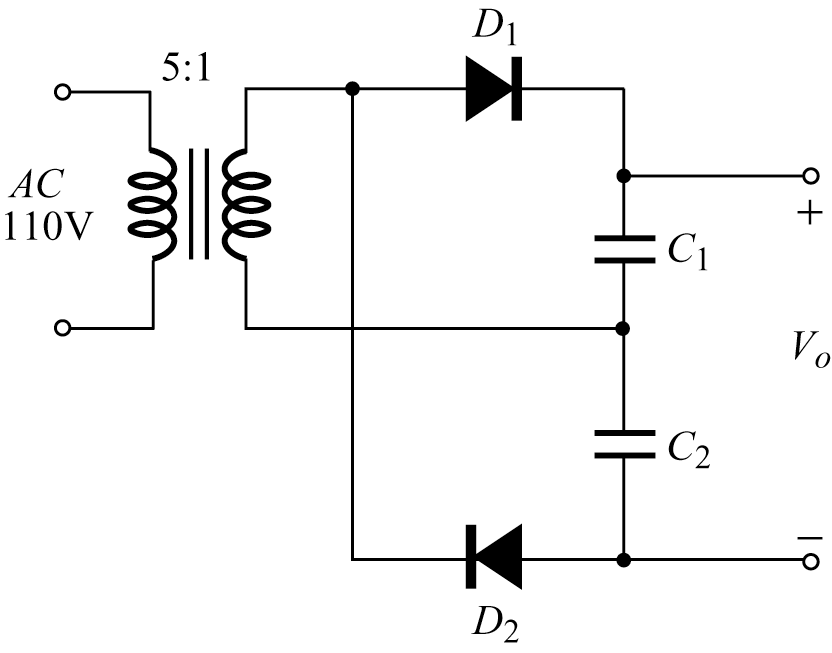 D₁
5:1
AC
110V
+
C₁
Vₒ
C₂
−
D₂